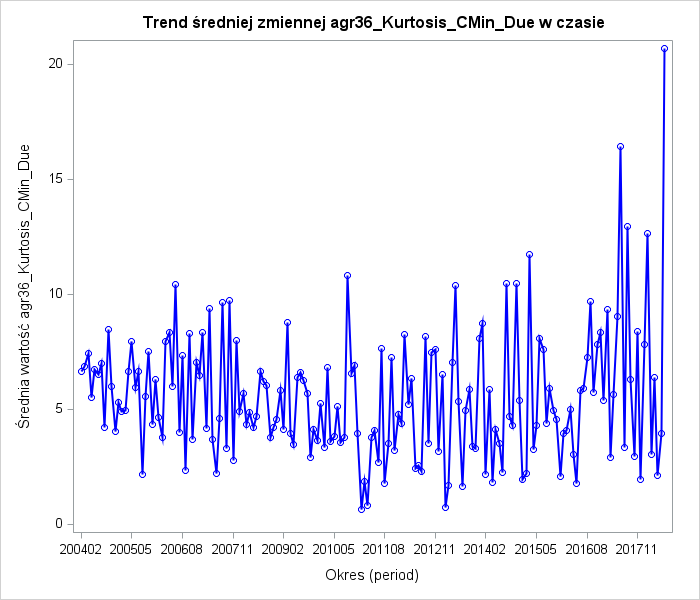 Trend średniej zmiennej agr36_Kurtosis_CMin_Due w czasie
Średnia wartość agr36_Kurtosis_CMin_Due
20
15
10
5
0
200402 200505 200608 200711 200902 201005 201108 201211 201402 201505 201608 201711
Okres (period)